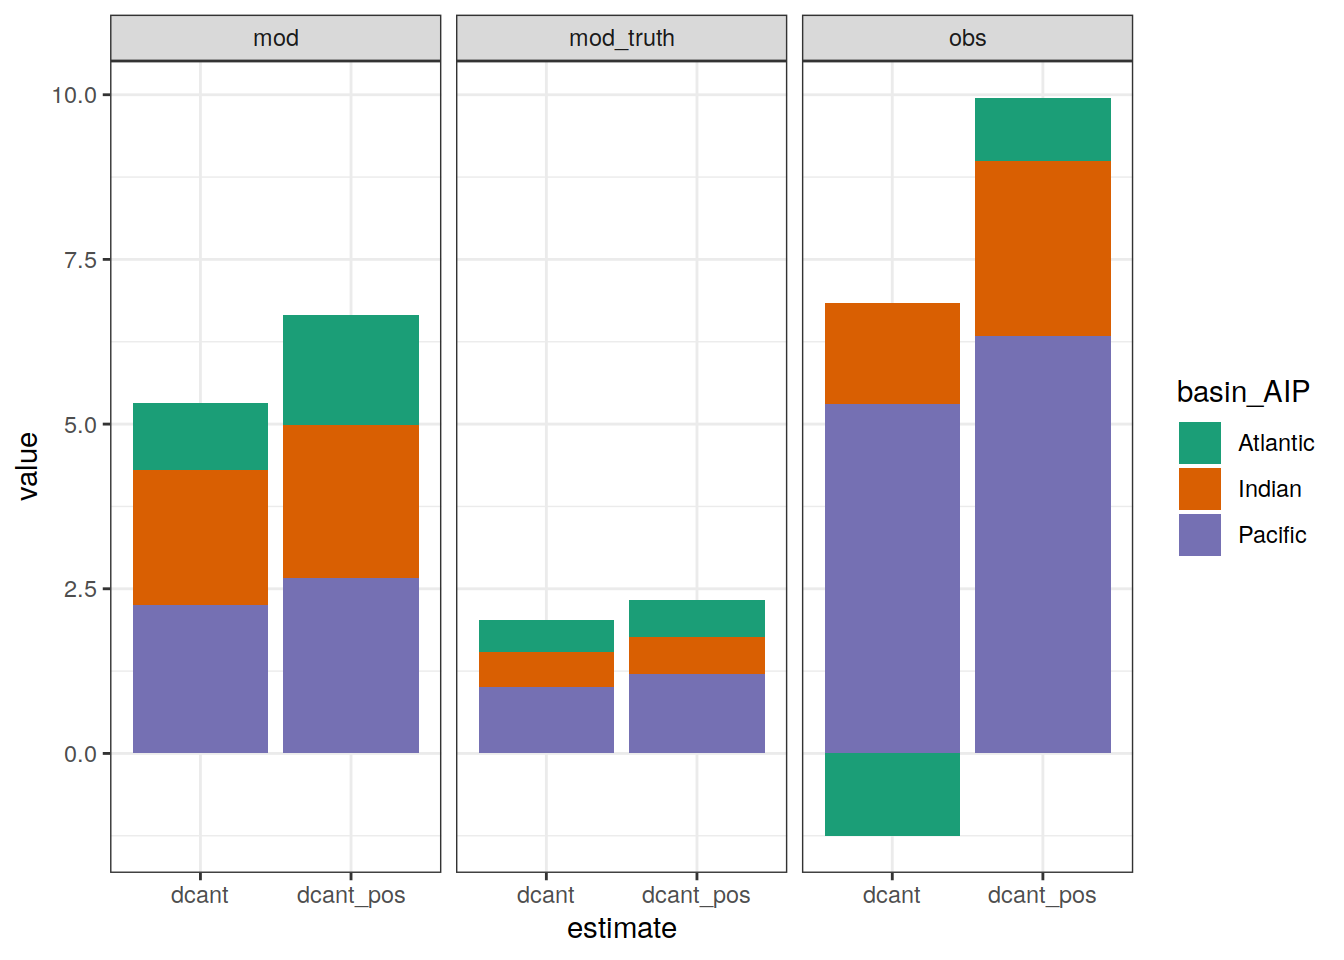 mod
mod_truth
obs
10.0
7.5
5.0
2.5
0.0
value
dcant
dcant_pos
dcant
dcant_pos
dcant
dcant_pos
estimate
basin_AIP
Atlantic
Indian
Pacific